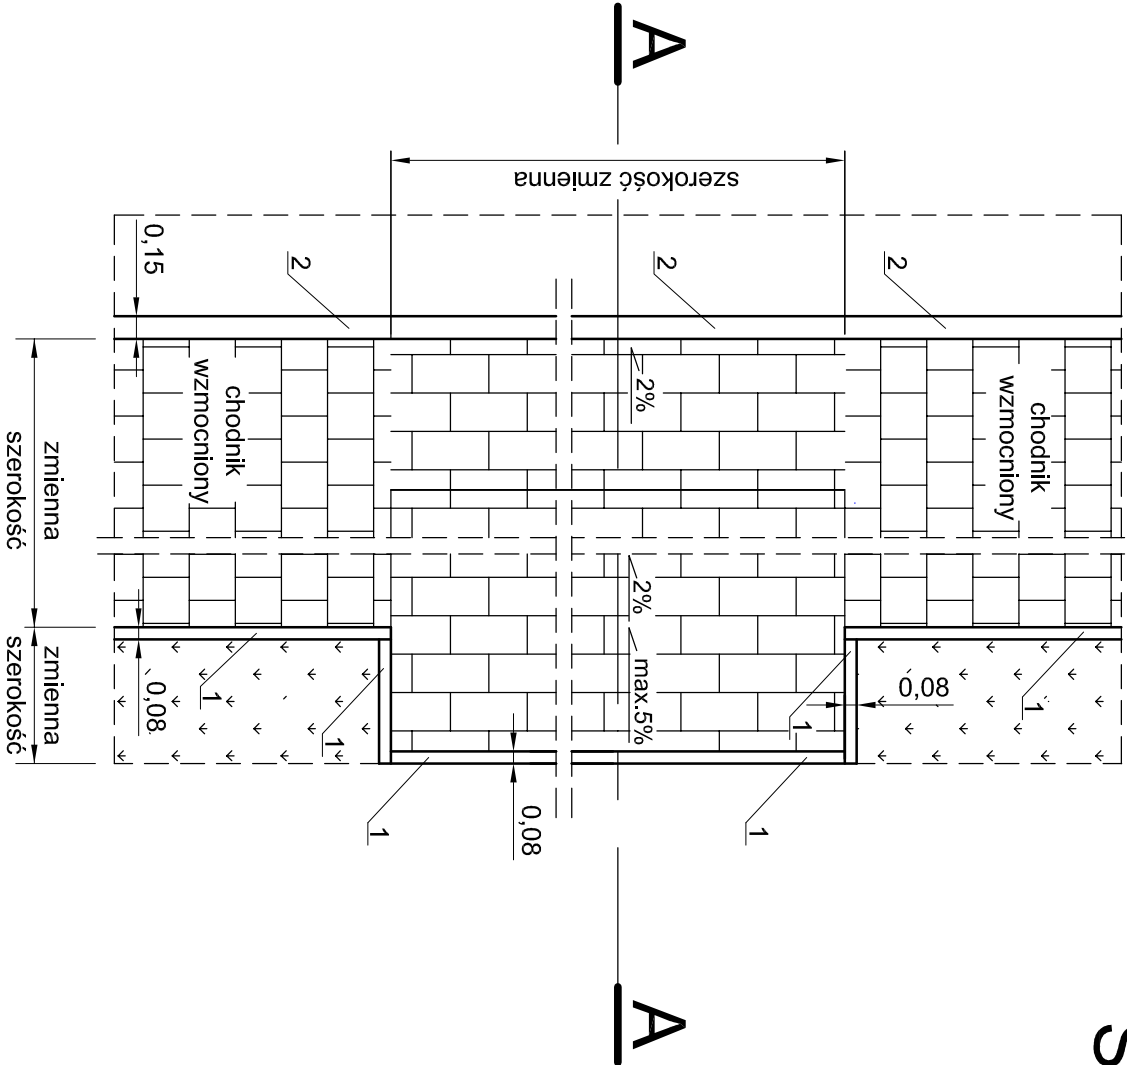 A
szerokość zmienna
0,15
2
2
2
2%
chodnik
wzmocniony
chodnik
wzmocniony
zmienna
szerokość
2%
max.5%
zmienna
szerokość
0,08
0,08
1
1
1
1
1
1
0,08
A
S